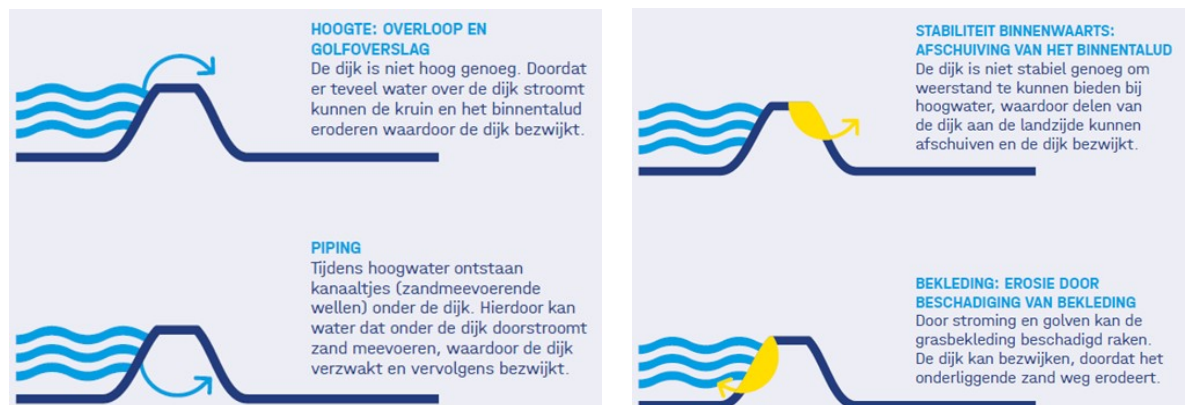 HOOGTE: OVERLOOP EN
GOLFOVERSLAG
De dijk is niet hoog genoeg. Doordat
er teveel water over de dijk stroomt
kunnen de kruin en het binnentalud
eroderen waardoor de dijk bezwijkt.
PIPING
Tijdens hoogwater ontstaan
kanaaltjes (zandmeevoerende
wellen) onder de dijk. Hierdoor kan
water dat onder de dijk doorstroomt
zand meevoeren, waardoor de dijk
verzwakt en vervolgens bezwijkt.
STABILITEIT BINNENWAARTS:
AFSCHUIVING VAN HET BINNENTALUD
De dijk is niet stabiel genoeg om
weerstand te kunnen bieden bij
hoogwater, waardoor delen van
de dijk aan de landzijde kunnen
afschuiven en de dijk bezwijkt.
BEKLEDING: EROSIE DOOR
BESCHADIGING VAN BEKLEDING
Door stroming en golven kan de
grasbekleding beschadigd raken.
De dijk kan bezwijken, doordat het
onderliggende zand weg erodeert.